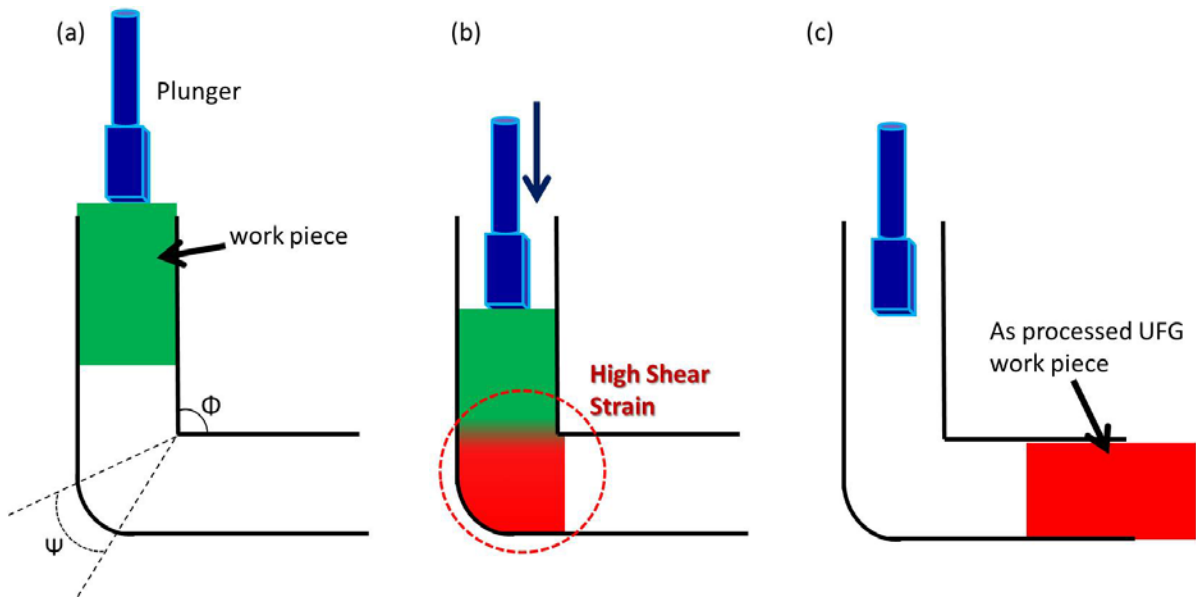 (a)
Plunger
work piece
Φ
Ψ
(b)
High Shear
Strain
(c)
As processed UFG
work piece